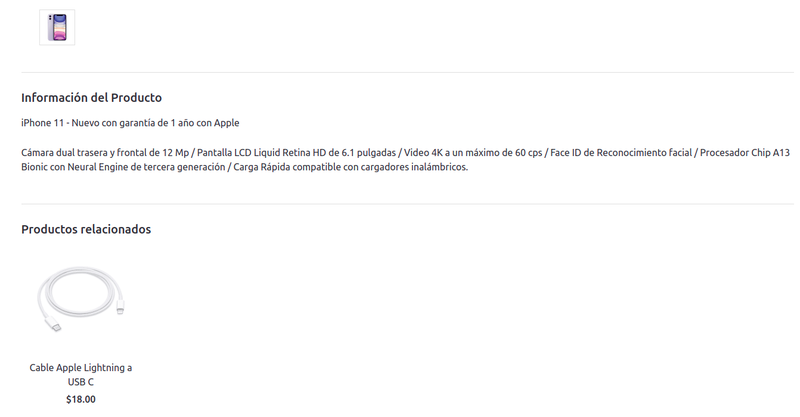 Información del Producto
iPhone 11 - Nuevo con garantía de 1 año con Apple
Cámara dual trasera y frontal de 12 Mp / Pantalla LCD Liquid Retina HD de 6.1 pulgadas / Video 4K a un máximo de 60 cps / Face ID de Reconocimiento facial / Procesador Chip A13
Bionic con Neural Engine de tercera generación / Carga Rápida compatible con cargadores inalámbricos.
Productos relacionados
Cable Apple Lightning a
USB C
$18.00